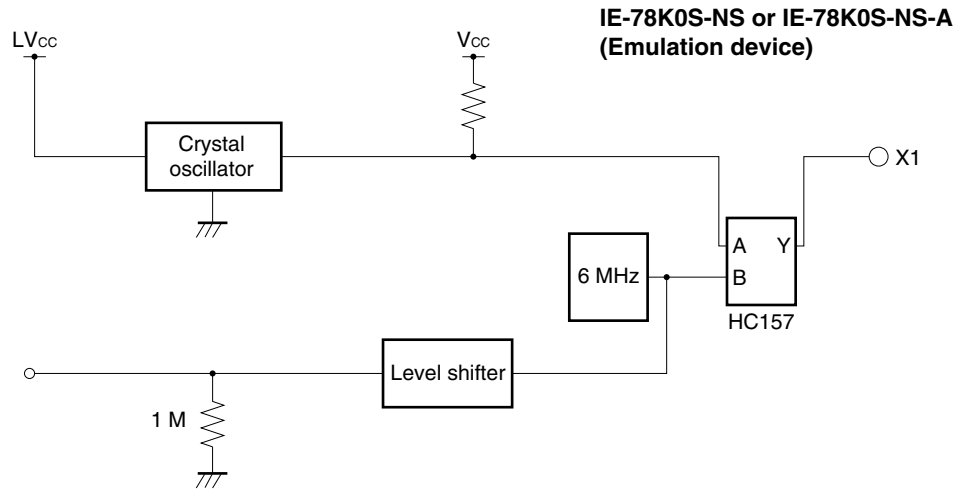 IE-78K0S-NS or IE-78K0S-NS-A
(Emulation device)
LVCC
VCC
Crystal
oscillator
X1
A Y
6 MHz
B
HC157
Level shifter
1 M